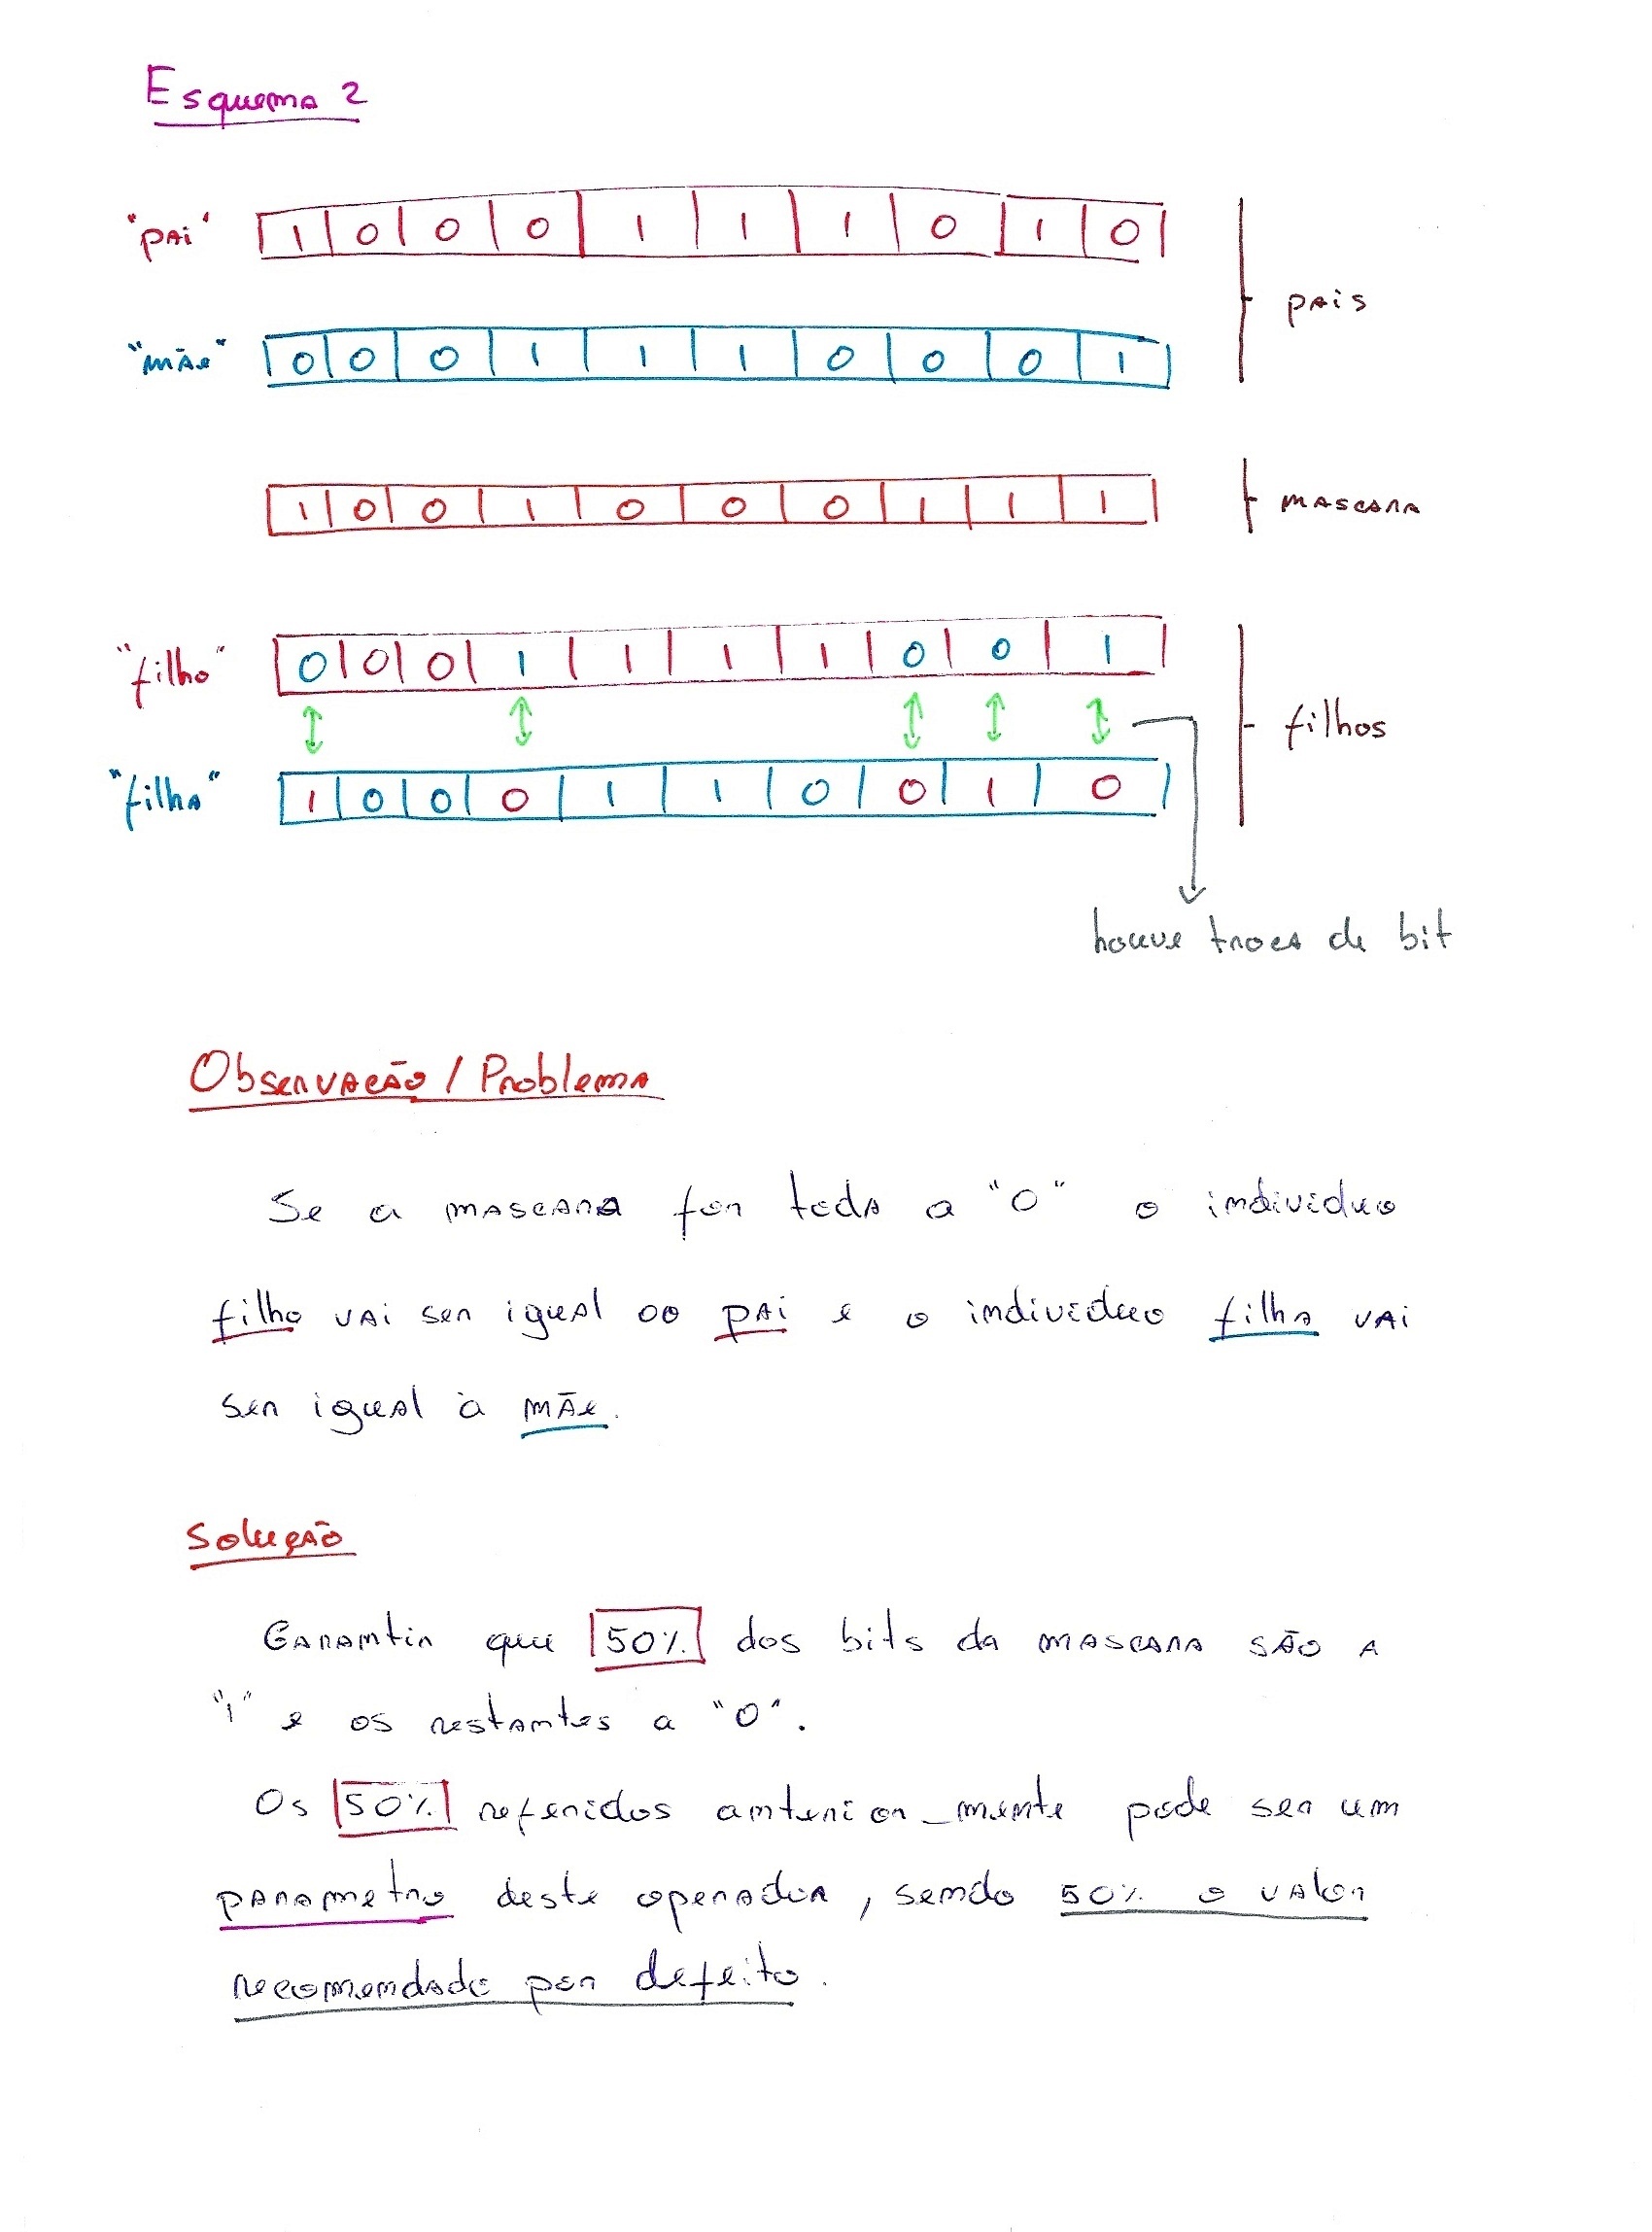 Esquema 2
"pai" 1 0 0 0 1 1 1 0 1 0
pais
"mãe" 0 0 0 1 1 1 0 0 0 1
1 0 0 1 0 0 0 1 1 1 mascara
"filho" 0 0 0 1 1 1 1 0 0 1
filhos
"filha" 1 0 0 0 1 1 0 0 1 0
houve troca de bit
Observação / Problema
Se a mascara for toda a "0" o individuo
filho vai ser igual ao pai e o individuo filha vai
ser igual à mãe.
Solução
Garantir que 50% dos bits da mascara são a
"1" e os restantes a "0".
Os 50% referidos anterior_mente pode ser um
parametro deste operador, sendo 50% o valor
recomendado por defeito.